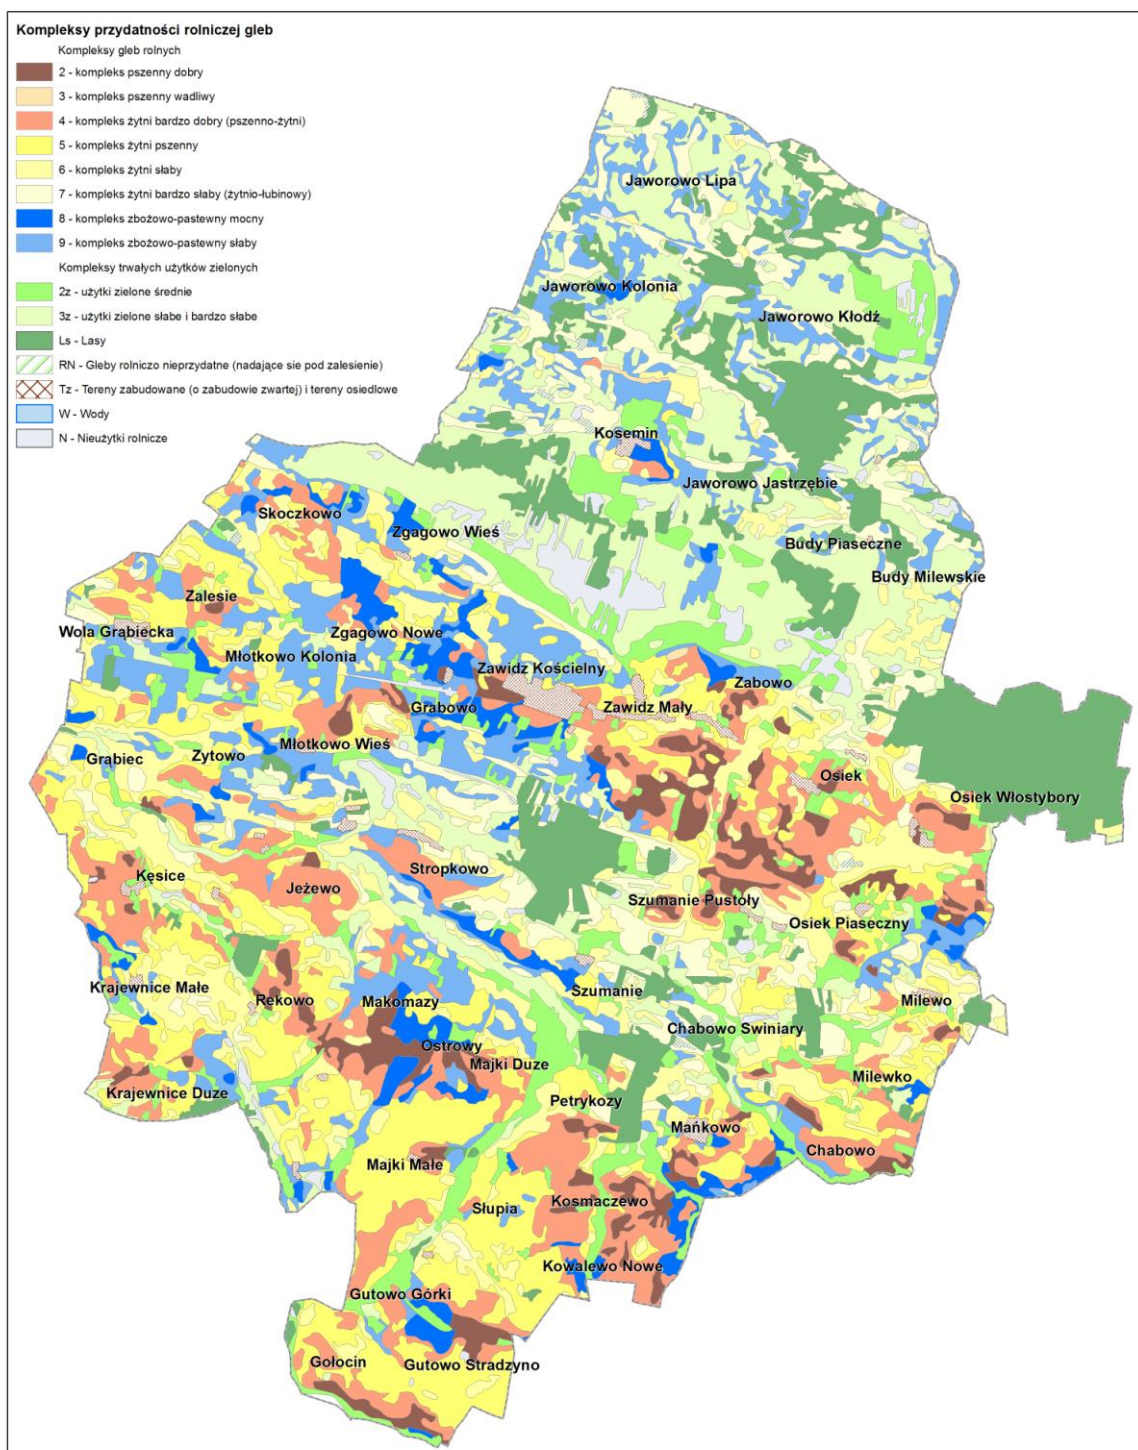 Kompleksy przydatności rolniczej gleb
Kompleksy gleb rolnych
2 - kompleks pszenny dobry
3 - kompleks pszenny wadliwy
4 - kompleks żytni bardzo dobry (pszenno-żytni)
5 - kompleks żytni pszenny
6 - kompleks żytni słaby
7 - kompleks żytni bardzo słaby (żytnio-łubinowy)
8 - kompleks zbożowo-pastewny mocny
9 - kompleks zbożowo-pastewny słaby
Kompleksy trwałych użytków zielonych
2z - użytki zielone średnie
3z - użytki zielone słabe i bardzo słabe
Ls - Lasy
RN - Gleby rolniczo nieprzydatne (nadające sie pod zalesienie)
Tz - Tereny zabudowane (o zabudowie zwartej) i tereny osiedlowe
W - Wody
N - Nieużytki rolnicze
Jaworowo Lipa
Jaworowo Kolonia
Jaworowo Kłodź
Kosemin
Jaworowo Jastrzębie
Skoczkowo
Zgagowo Wieś
Budy Piaseczne
Budy Milewskie
Zalesie
Wola Grąbiecka
Zgagowo Nowe
Młotkowo Kolonia
Zawidz Kościelny
Zabowo
Grabowo
Zawidz Mały
Młotkowo Wieś
Grąbiec
Zytowo
Osiek
Osiek Włostybory
Stropkowo
Kęsice
Jeżewo
Szumanie Pustoły
Osiek Piaseczny
Krajewnice Małe
Rękowo
Makomazy
Szumanie
Milewo
Chabowo Swiniary
Ostrowy
Majki Duze
Milewko
Krajewnice Duze
Petrykozy
Mańkowo
Chabowo
Majki Małe
Słupia
Kosmaczewo
Kowalewo Nowe
Gutowo Górki
Gołocin
Gutowo Stradzyno